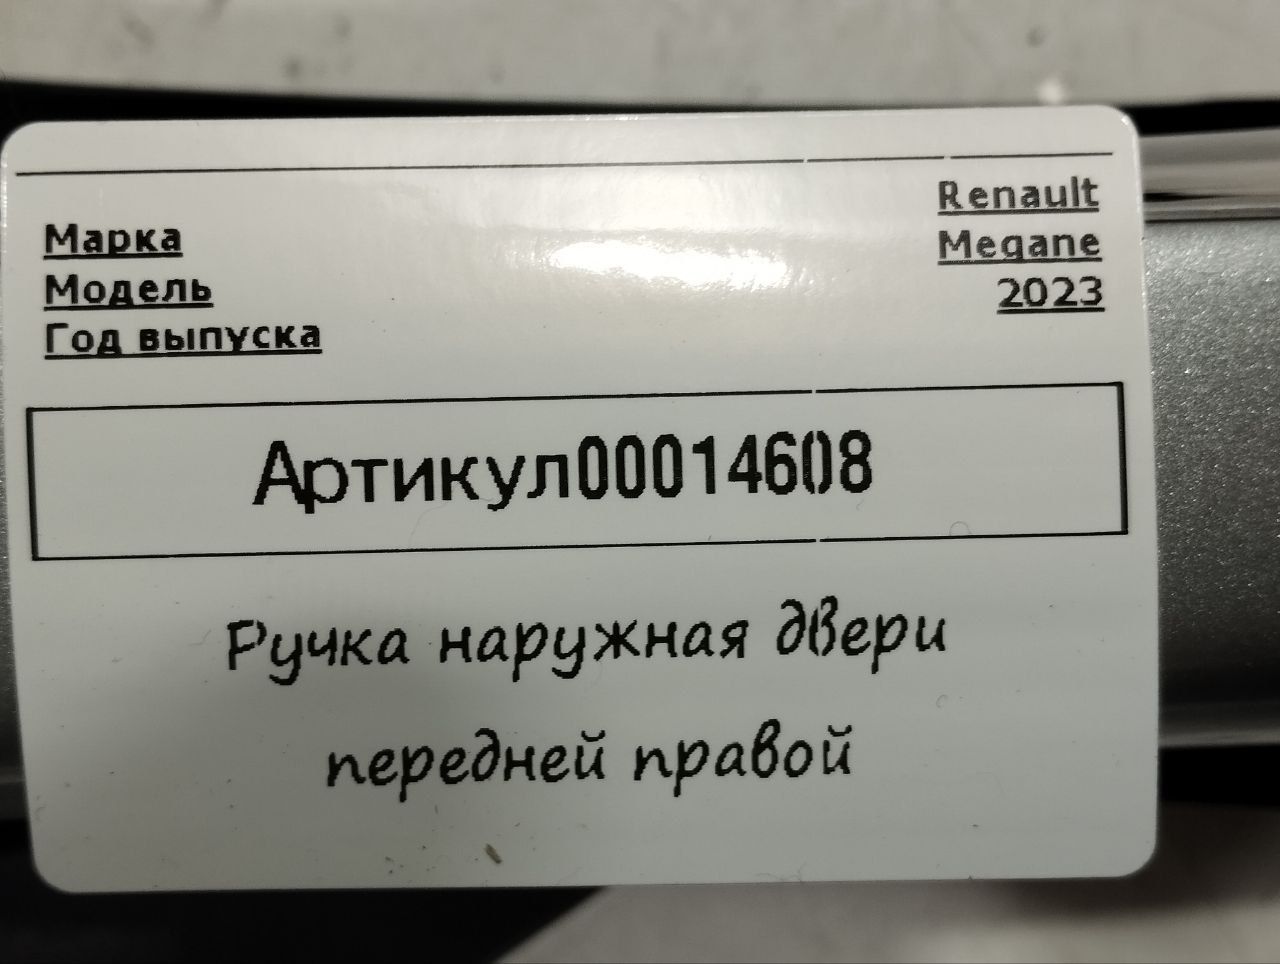 Марка Renault
Модель Megane
Год выпуска 2023
Артикул00014608
Ручка наружная двери
передней правой